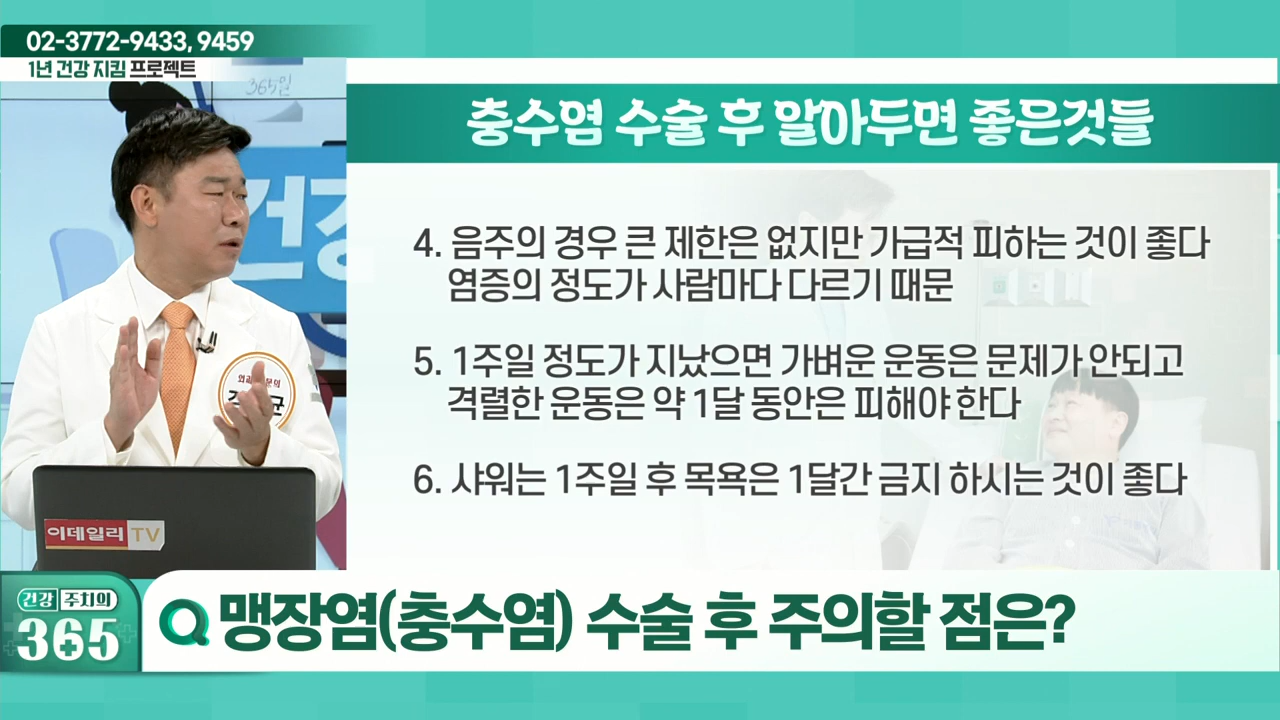 02-3772-9433, 9459
1년 건강 지킴 프로젝트
365일
건강
충수염 수술 후 알아두면 좋은것들
4. 음주의 경우 큰 제한은 없지만 가급적 피하는 것이 좋다
염증의 정도가 사람마다 다르기 때문
5. 1주일 정도가 지났으면 가벼운 운동은 문제가 안되고
격렬한 운동은 약 1달 동안은 피해야 한다
6. 샤워는 1주일 후 목욕은 1달간 금지 하시는 것이 좋다
이데일리 TV
건강 주치의
365
Q 맹장염(충수염) 수술 후 주의할 점은?